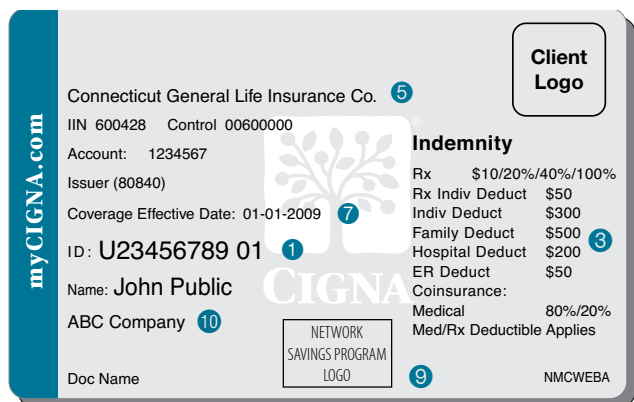 myCIGNA.com
Client
Logo
Connecticut General Life Insurance Co. 5
IIN 600428 Control 00600000
Account: 1234567
Issuer (80840)
Coverage Effective Date: 01-01-2009 7
ID: U23456789 01 1
Name: John Public
ABC Company 10
Doc Name
®
CIGNA
NETWORK
SAVINGS PROGRAM
LOGO
9
Indemnity
Rx $10/20%/40%/100%
Rx Indiv Deduct $50
Indiv Deduct $300
Family Deduct $500
Hospital Deduct $200
3
ER Deduct $50
Coinsurance:
Medical 80%/20%
Med/Rx Deductible Applies
NMCWEBA